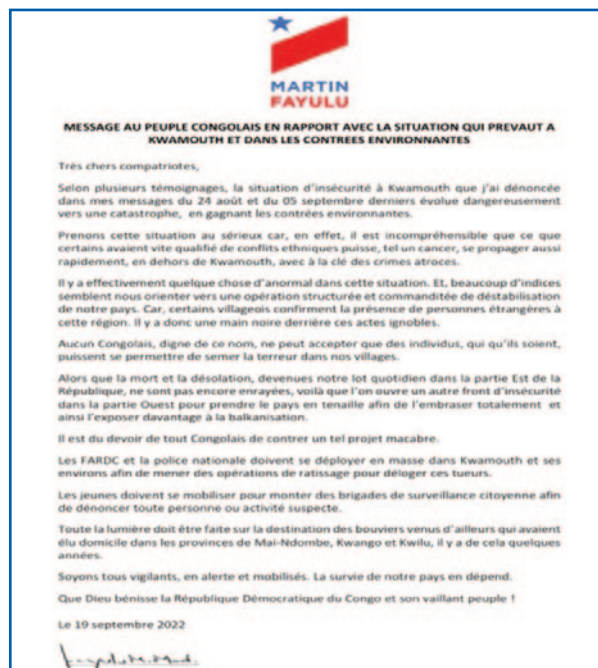 MARTIN
FAYULU
MESSAGE AU PEUPLE CONGOLAIS EN RAPPORT AVEC LA SITUATION QUI PREVAUT A
KWAMOUTH ET DANS LES CONTREES ENVIRONNANTES
Très chers compatriotes,
Selon plusieurs témoignages, la situation d'insécurité à Kwamouth que j'ai dénoncée
dans mes messages du 24 août et du 05 septembre derniers évolue dangereusement
vers une catastrophe, en gagnant les contrées environnantes.
Prenons cette situation au sérieux car, en effet, il est incompréhensible que ce que
certains avaient vite qualifié de conflits ethniques puisse, tel un cancer, se propager aussi
rapidement, en dehors de Kwamouth, avec à la clé des crimes atroces.
Il y a effectivement quelque chose d'anormal dans cette situation. Et, beaucoup d'indices
semblent nous orienter vers une opération structurée et commanditée de déstabilisation
de notre pays. Car, certains villageois confirment la présence de personnes étrangères à
cette région. Il y a donc une main noire derrière ces actes ignobles.
Aucun Congolais, digne de ce nom, ne peut accepter que des individus, qui qu'ils soient,
puissent se permettre de semer la terreur dans nos villages.
Alors que la mort et la désolation, devenues notre lot quotidien dans la partie Est de la
République, ne sont pas encore enrayées, voilà que l'on ouvre un autre front d'insécurité
dans la partie Ouest pour prendre le pays en tenaille afin de l'embraser totalement et
ainsi l'exposer davantage à la balkanisation.
Il est du devoir de tout Congolais de contrer un tel projet macabre.
Les FARDC et la police nationale doivent se déployer en masse dans Kwamouth et ses
environs afin de mener des opérations de ratissage pour déloger ces tueurs.
Les jeunes doivent se mobiliser pour monter des brigades de surveillance citoyenne afin
de dénoncer toute personne ou activité suspecte.
Toute la lumière doit être faite sur la destination des bouviers venus d'ailleurs qui avaient
élu domicile dans les provinces de Mai-Ndombe, Kwango et Kwilu, il y a de cela quelques
années.
Soyons tous vigilants, en alerte et mobilisés. La survie de notre pays en dépend.
Que Dieu bénisse la République Démocratique du Congo et son vaillant peuple !
Le 19 septembre 2022